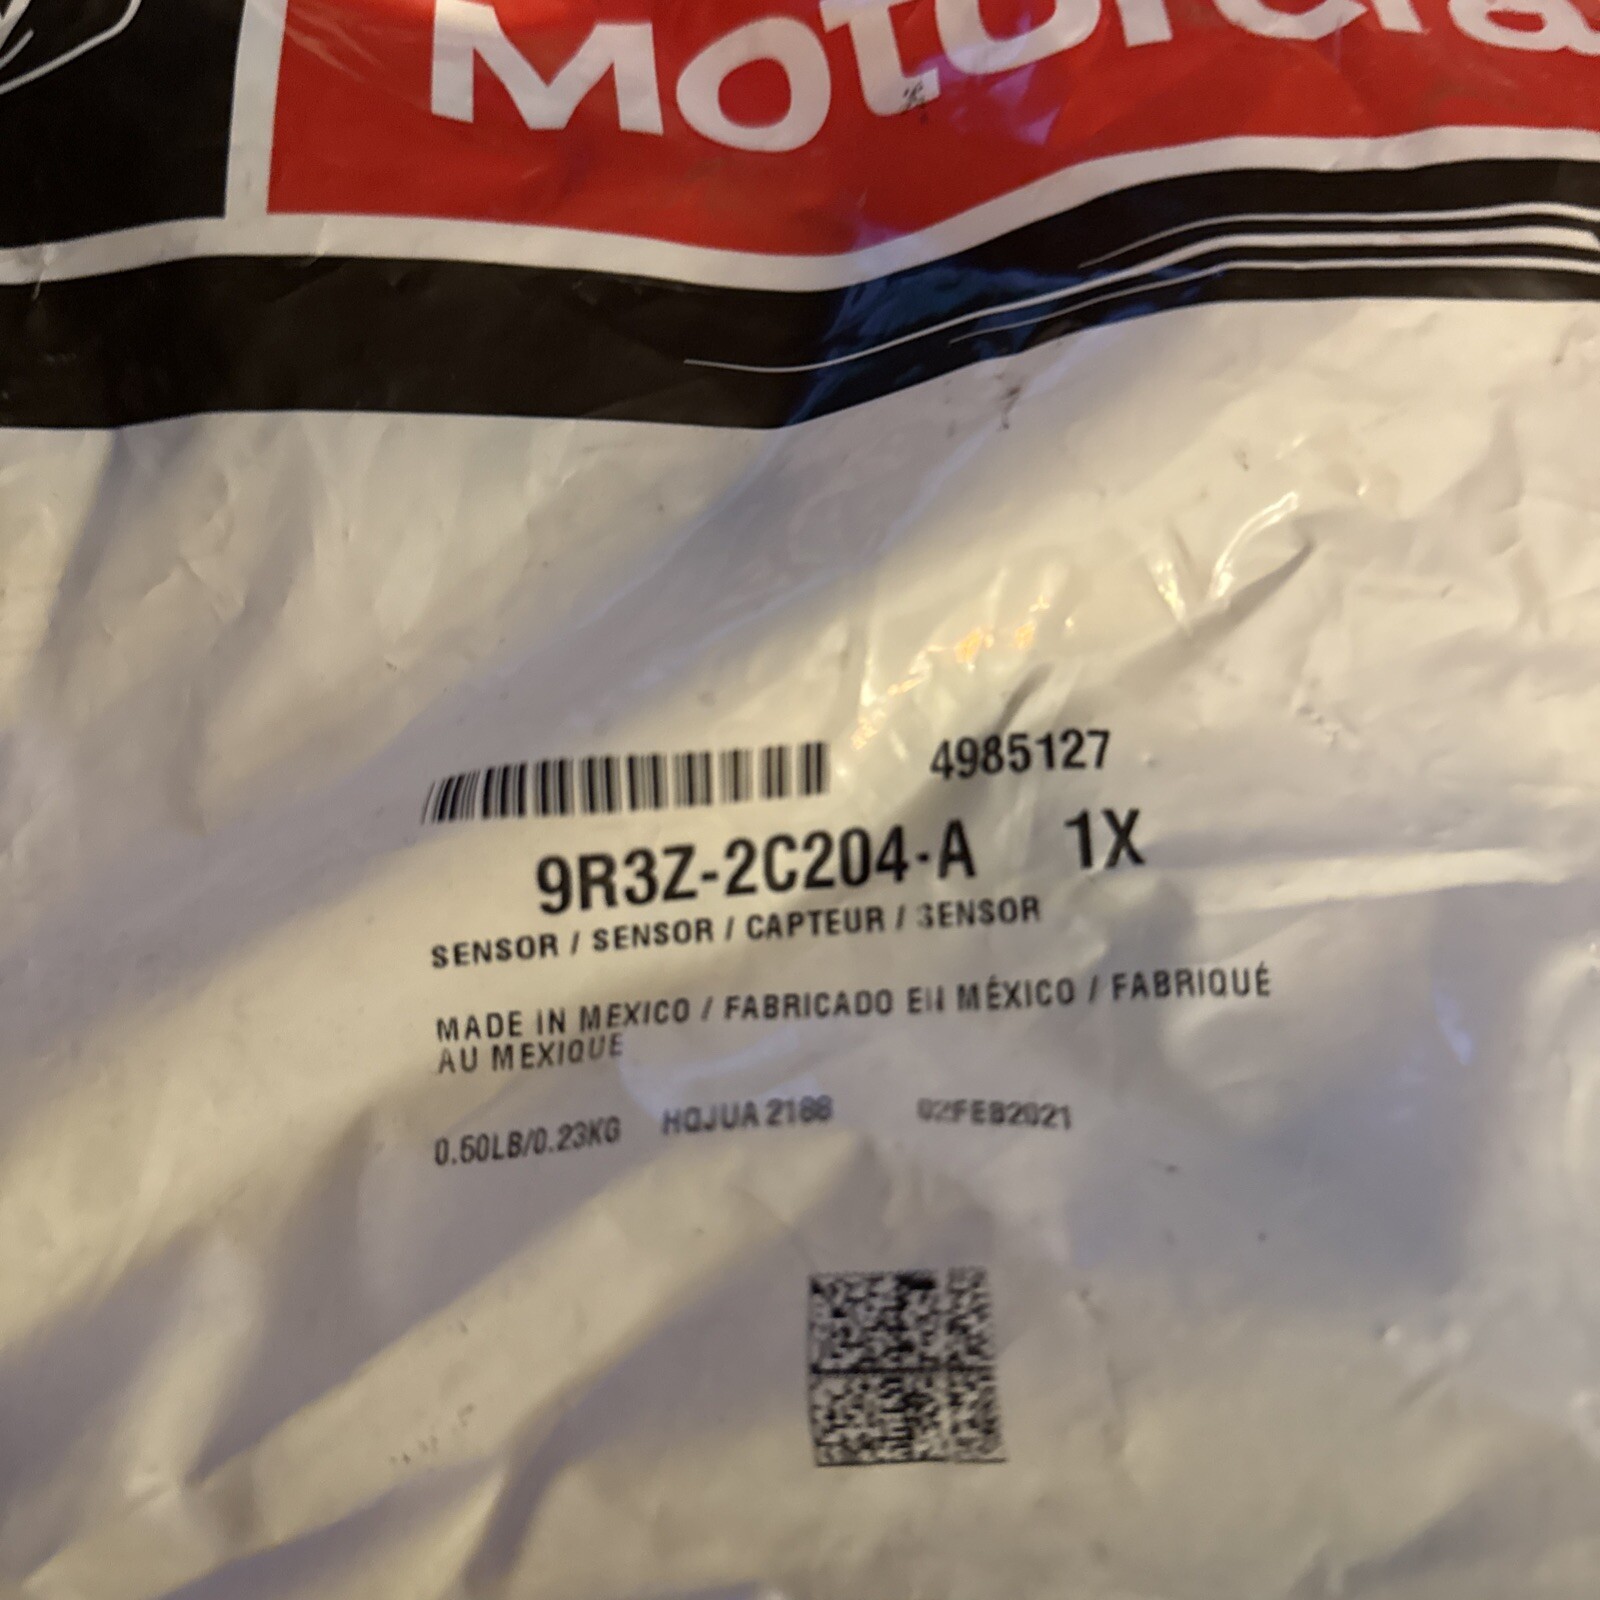 Motorcra
4985127
9R3Z-2C204-A 1X
SENSOR / SENSOR / CAPTEUR / SENSOR
MADE IN MEXICO / FABRICADO EN MÉXICO / FABRIQUÉ
AU MEXIQUE
0.50LB/0.23KG HQJUA 2188 02FEB2021